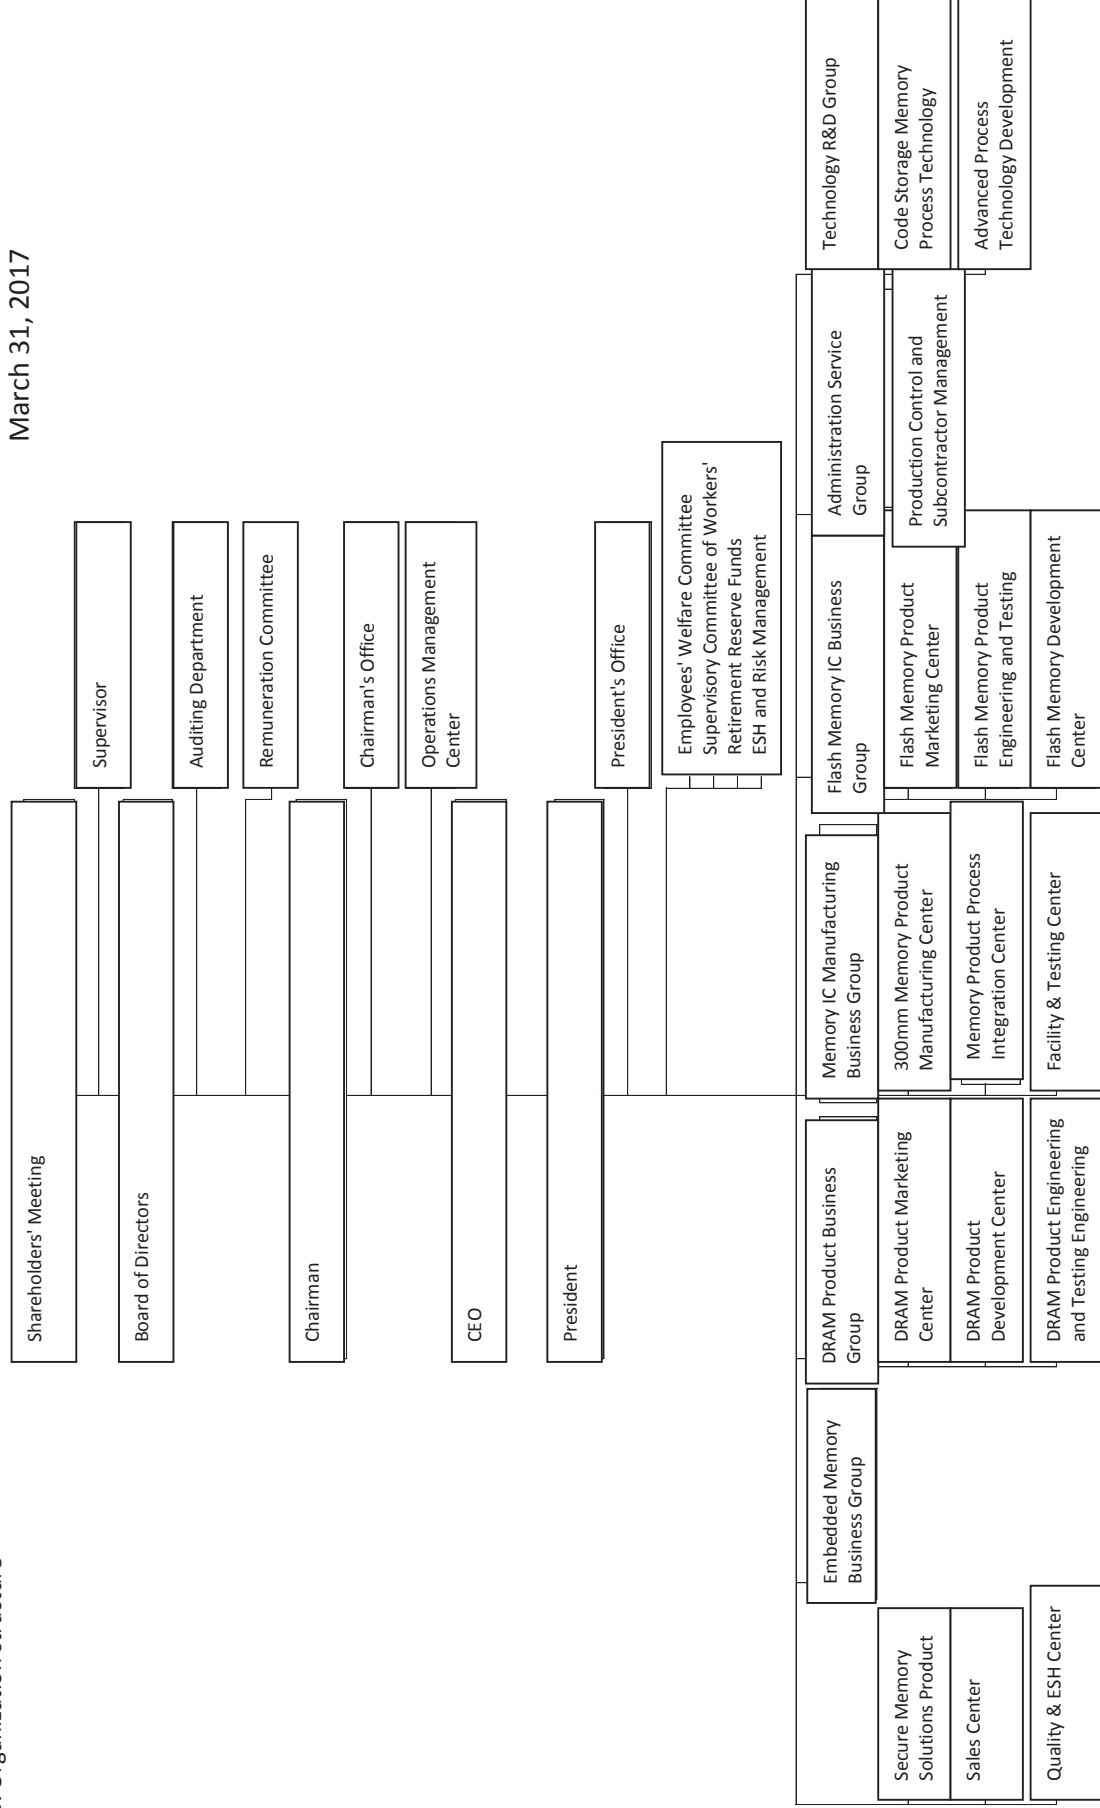 Organization structure
March 31, 2017
Shareholders' Meeting
Supervisor
Board of Directors
Auditing Department
Remuneration Committee
Chairman
Chairman's Office
Operations Management
Center
CEO
President
President's Office
Employees' Welfare Committee
Supervisory Committee of Workers'
Retirement Reserve Funds
ESH and Risk Management
Secure Memory
Solutions Product
Sales Center
Quality & ESH Center
Embedded Memory
Business Group
DRAM Product Business
Group
DRAM Product Marketing
Center
DRAM Product
Development Center
DRAM Product Engineering
and Testing Engineering
Memory IC Manufacturing
Business Group
300mm Memory Product
Manufacturing Center
Memory Product Process
Integration Center
Facility & Testing Center
Flash Memory IC Business
Group
Flash Memory Product
Marketing Center
Flash Memory Product
Engineering and Testing
Flash Memory Development
Center
Administration Service
Group
Production Control and
Subcontractor Management
Technology R&D Group
Code Storage Memory
Process Technology
Advanced Process
Technology Development